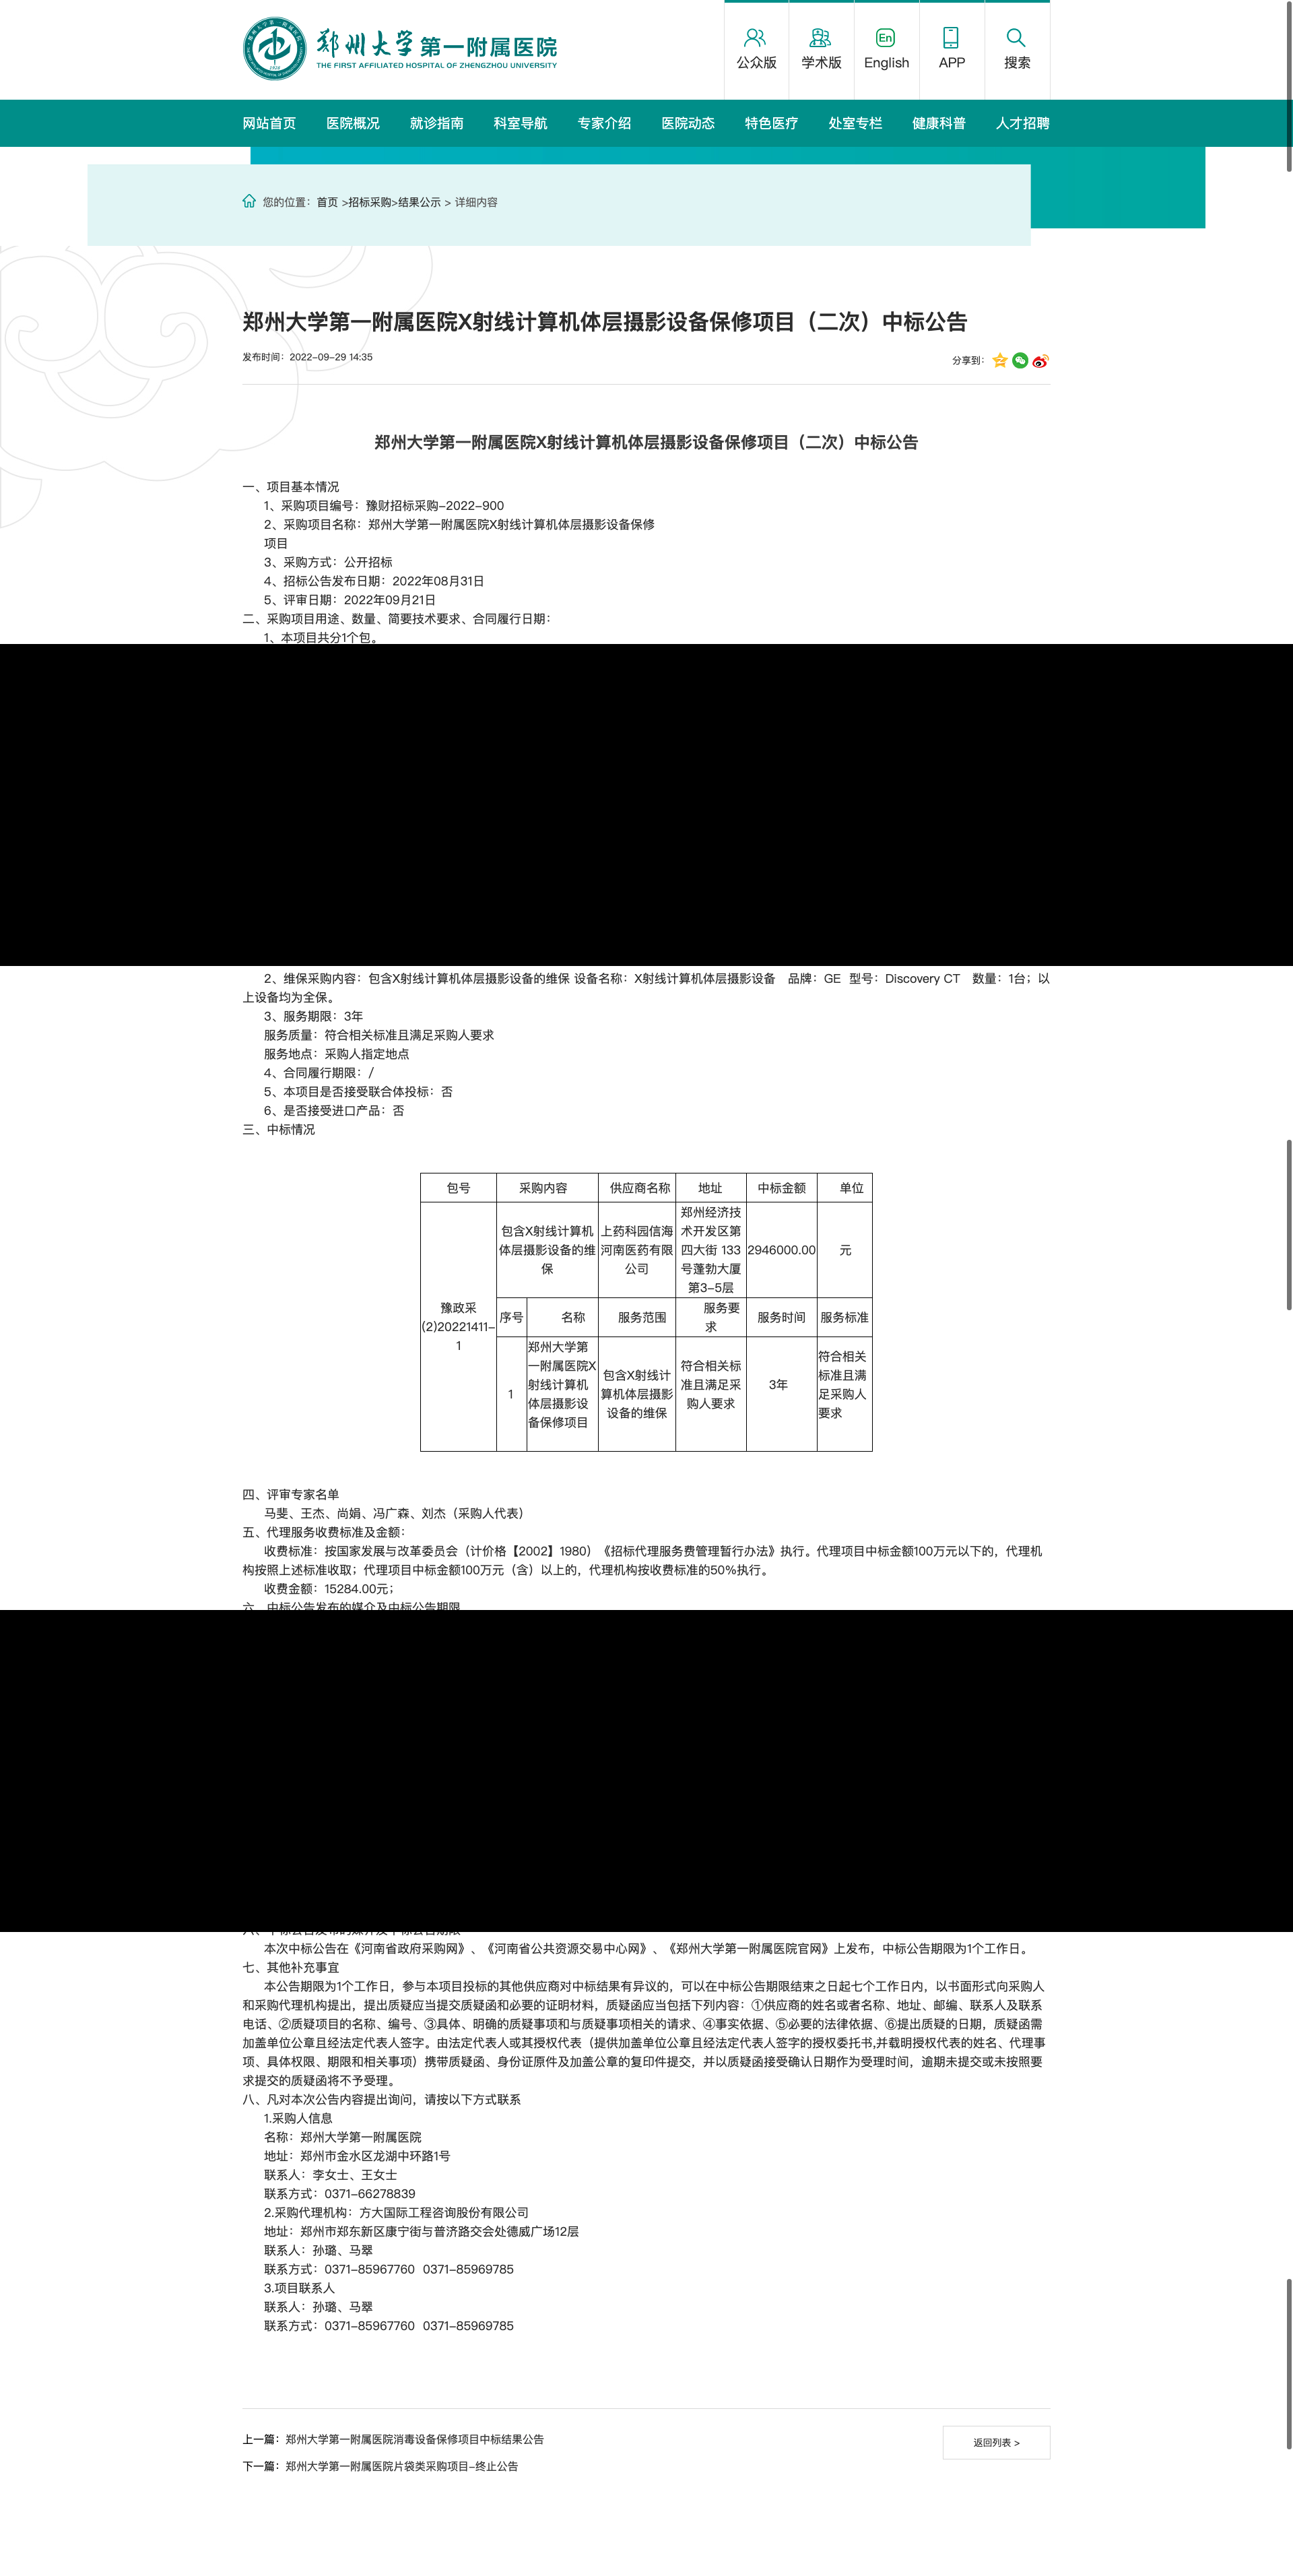 郑州大学第一附属医院
THE FIRST AFFILIATED HOSPITAL OF ZHENGZHOU UNIVERSITY
公众版
学术版
En
English
APP
搜索
网站首页 医院概况 就诊指南 科室导航 专家介绍 医院动态 特色医疗 处室专栏 健康科普 人才招聘
您的位置：首页 >招标采购>结果公示 > 详细内容
郑州大学第一附属医院X射线计算机体层摄影设备保修项目（二次）中标公告
发布时间：2022-09-29 14:35
分享到：
郑州大学第一附属医院X射线计算机体层摄影设备保修项目（二次）中标公告
一、项目基本情况
1、采购项目编号：豫财招标采购-2022-900
2、采购项目名称：郑州大学第一附属医院X射线计算机体层摄影设备保修
项目
3、采购方式：公开招标
4、招标公告发布日期：2022年08月31日
5、评审日期：2022年09月21日
二、采购项目用途、数量、简要技术要求、合同履行日期：
1、本项目共分1个包。
2、维保采购内容：包含X射线计算机体层摄影设备的维保 设备名称：X射线计算机体层摄影设备 品牌：GE 型号：Discovery CT 数量：1台；以
上设备均为全保。
3、服务期限：3年
服务质量：符合相关标准且满足采购人要求
服务地点：采购人指定地点
4、合同履行期限：/
5、本项目是否接受联合体投标：否
6、是否接受进口产品：否
三、中标情况
包号 采购内容 供应商名称 地址 中标金额 单位
豫政采
(2)20221411-
1
包含X射线计算机
体层摄影设备的维
保
上药科园信海
河南医药有限
公司
郑州经济技
术开发区第
四大街 133
号蓬勃大厦
第3-5层
2946000.00
元
序号 名称 服务范围 服务要
求
服务时间 服务标准
1
郑州大学第
一附属医院X
射线计算机
体层摄影设
备保修项目
包含X射线计
算机体层摄影
设备的维保
符合相关标
准且满足采
购人要求
3年
符合相关
标准且满
足采购人
要求
四、评审专家名单
马斐、王杰、尚娟、冯广森、刘杰（采购人代表）
五、代理服务收费标准及金额：
收费标准：按国家发展与改革委员会（计价格【2002】1980）《招标代理服务费管理暂行办法》执行。代理项目中标金额100万元以下的，代理机
构按照上述标准收取；代理项目中标金额100万元（含）以上的，代理机构按收费标准的50%执行。
收费金额：15284.00元；
六、中标公告发布的媒介及中标公告期限
本次中标公告在《河南省政府采购网》、《河南省公共资源交易中心网》、《郑州大学第一附属医院官网》上发布，中标公告期限为1个工作日。
七、其他补充事宜
本公告期限为1个工作日，参与本项目投标的其他供应商对中标结果有异议的，可以在中标公告期限结束之日起七个工作日内，以书面形式向采购人
和采购代理机构提出，提出质疑应当提交质疑函和必要的证明材料，质疑函应当包括下列内容：①供应商的姓名或者名称、地址、邮编、联系人及联系
电话、②质疑项目的名称、编号、③具体、明确的质疑事项和与质疑事项相关的请求、④事实依据、⑤必要的法律依据、⑥提出质疑的日期，质疑函需
加盖单位公章且经法定代表人签字。由法定代表人或其授权代表（提供加盖单位公章且经法定代表人签字的授权委托书,并载明授权代表的姓名、代理事
项、具体权限、期限和相关事项）携带质疑函、身份证原件及加盖公章的复印件提交，并以质疑函接受确认日期作为受理时间，逾期未提交或未按照要
求提交的质疑函将不予受理。
八、凡对本次公告内容提出询问，请按以下方式联系
1.采购人信息
名称：郑州大学第一附属医院
地址：郑州市金水区龙湖中环路1号
联系人：李女士、王女士
联系方式：0371-66278839
2.采购代理机构：方大国际工程咨询股份有限公司
地址：郑州市郑东新区康宁街与普济路交会处德威广场12层
联系人：孙璐、马翠
联系方式：0371-85967760 0371-85969785
3.项目联系人
联系人：孙璐、马翠
联系方式：0371-85967760 0371-85969785
上一篇：郑州大学第一附属医院消毒设备保修项目中标结果公告
返回列表 >
下一篇：郑州大学第一附属医院片袋类采购项目-终止公告